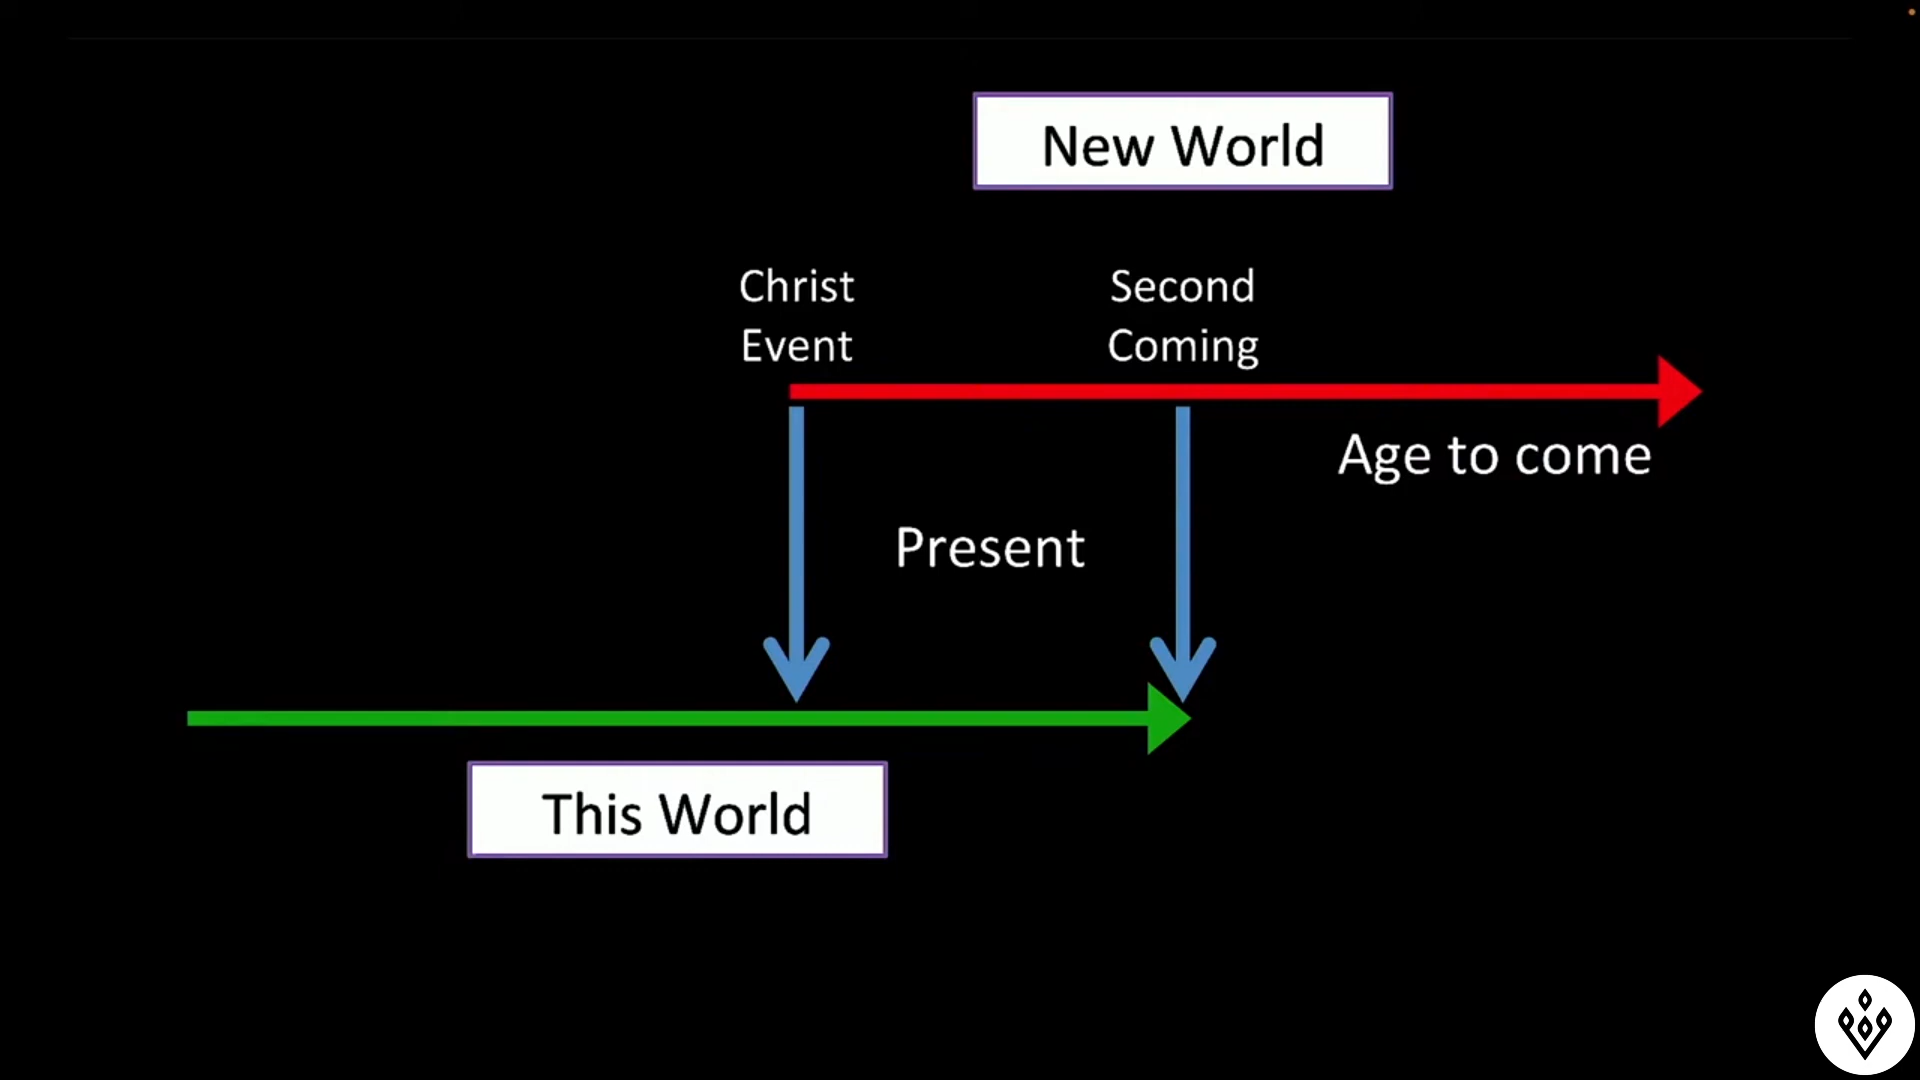 New World
Christ
Event
Second
Coming
Age to come
Present
This World